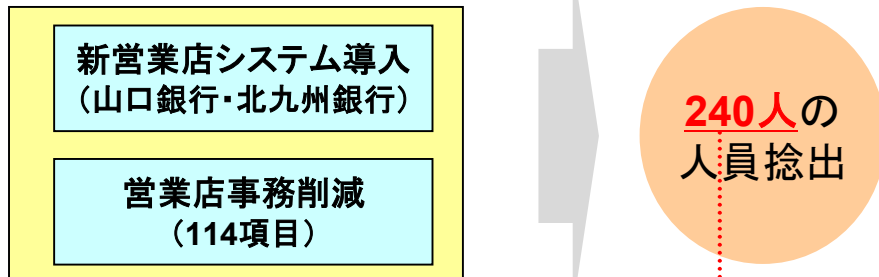 新営業店システム導入
（山口銀行・北九州銀行）
営業店事務削減
（114項目）
240人の
人員捻出